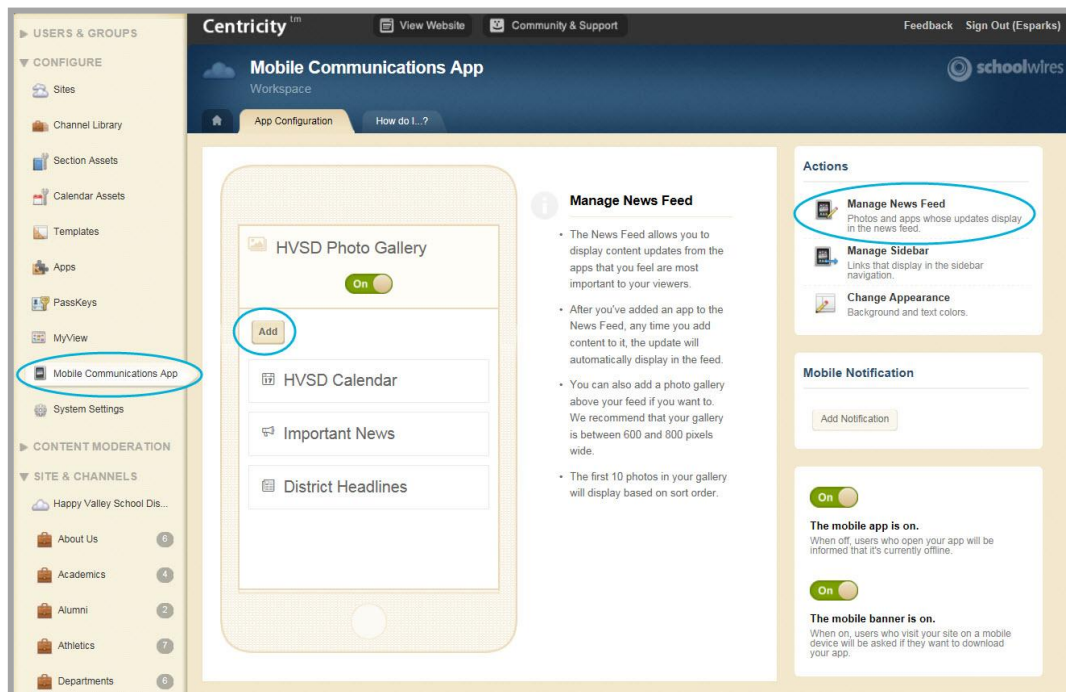 Centricity tm
View Website
Community & Support
Feedback Sign Out (Esparks)
USERS & GROUPS
CONFIGURE
Sites
Channel Library
Section Assets
Calendar Assets
Templates
Apps
PassKeys
MyView
Mobile Communications App
System Settings
CONTENT MODERATION
SITE & CHANNELS
Happy Valley School Dis...
About Us 6
Academics 4
Alumni 2
Athletics 7
Departments 6
Mobile Communications App
Workspace
schoolwires
App Configuration
How do I...?
HVSD Photo Gallery
On
Add
17
HVSD Calendar
Important News
District Headlines
Manage News Feed
• The News Feed allows you to
display content updates from the
apps that you feel are most
important to your viewers.
• After you've added an app to the
News Feed, any time you add
content to it, the update will
automatically display in the feed.
• You can also add a photo gallery
above your feed if you want to.
We recommend that your gallery
is between 600 and 800 pixels
wide.
• The first 10 photos in your gallery
will display based on sort order.
Actions
Manage News Feed
Photos and apps whose updates display
in the news feed.
Manage Sidebar
Links that display in the sidebar
navigation.
Change Appearance
Background and text colors.
Mobile Notification
Add Notification
On
The mobile app is on.
When off, users who open your app will be
informed that it's currently offline.
On
The mobile banner is on.
When on, users who visit your site on a mobile
device will be asked if they want to download
your app.